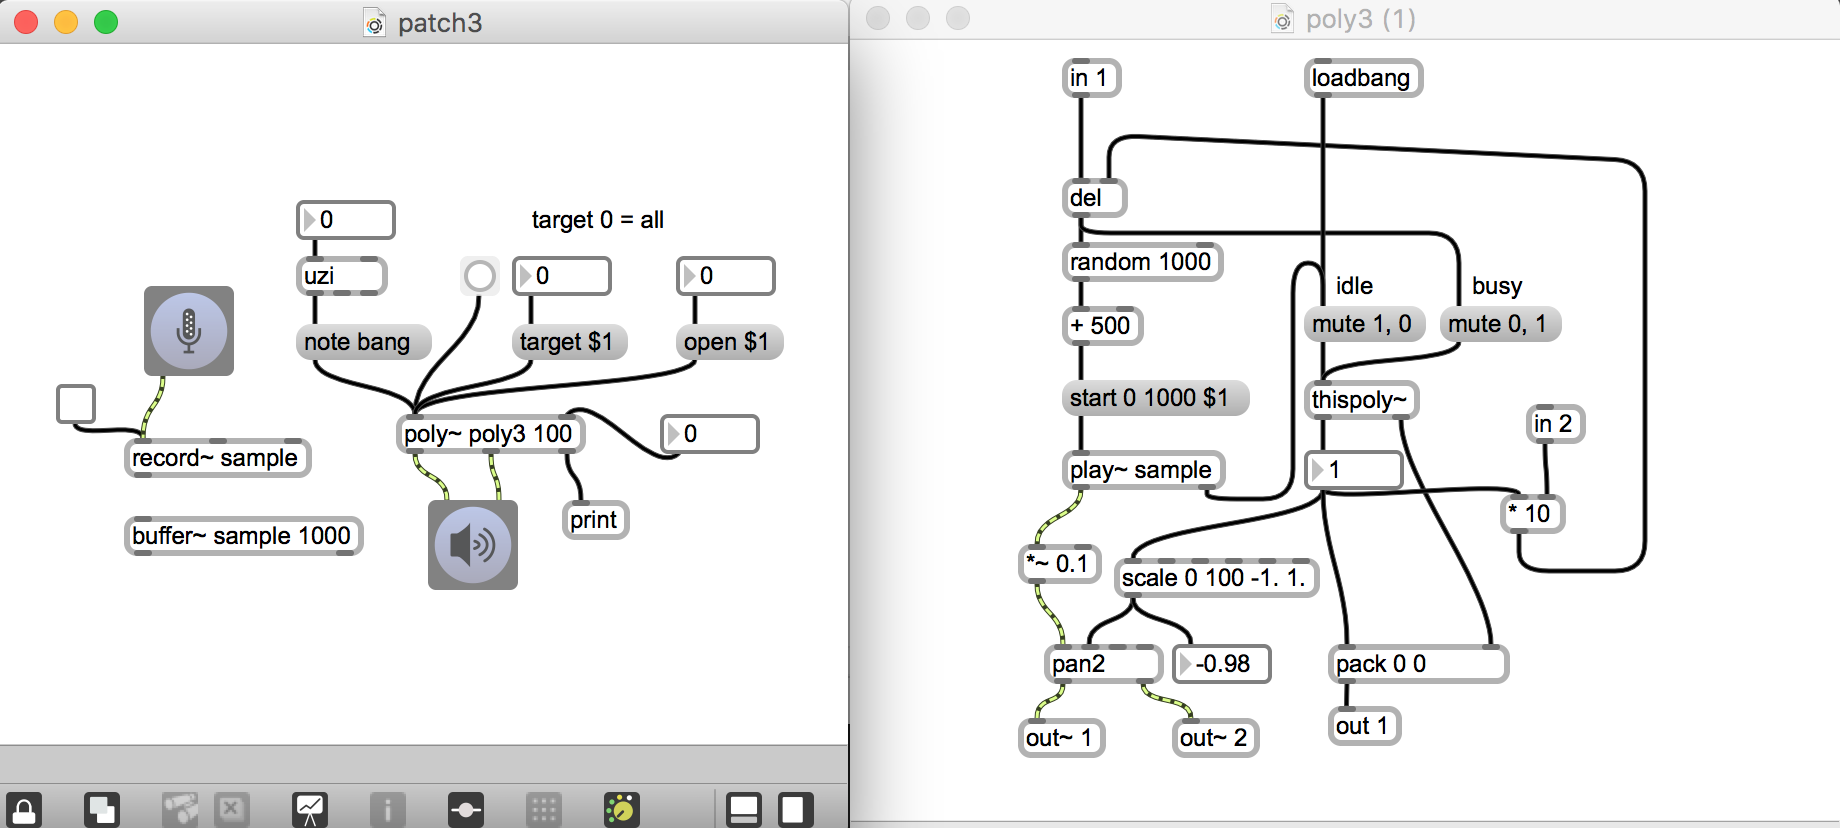 patch3
0
target 0 = all
uzi
0
0
note bang
target $1
open $1
poly~ poly3 100
0
record~ sample
print
buffer~ sample 1000
poly3 (1)
in 1
loadbang
del
random 1000
idle
busy
+ 500
mute 1, 0
mute 0, 1
start 0 1000 $1
thispoly~
in 2
play~ sample
1
* 10
*~ 0.1
scale 0 100 -1. 1.
pan2
-0.98
pack 0 0
out~ 1
out~ 2
out 1